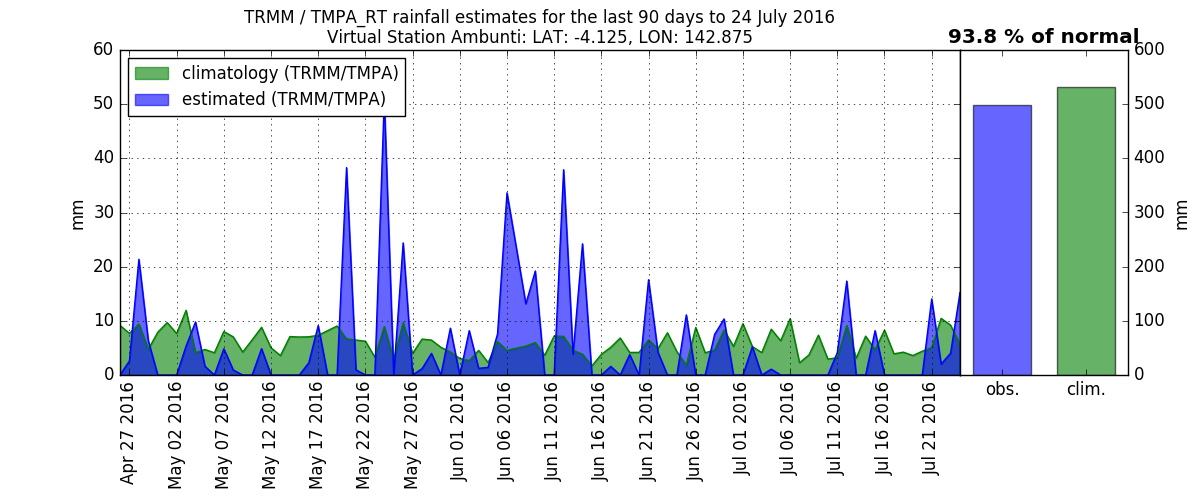 TRMM / TMPA_RT rainfall estimates for the last 90 days to 24 July 2016
Virtual Station Ambunti: LAT: -4.125, LON: 142.875
93.8 % of normal
climatology (TRMM/TMPA)
estimated (TRMM/TMPA)
60
50
40
30
20
10
0
mm
Apr 27 2016
May 02 2016
May 07 2016
May 12 2016
May 17 2016
May 22 2016
May 27 2016
Jun 01 2016
Jun 06 2016
Jun 11 2016
Jun 16 2016
Jun 21 2016
Jun 26 2016
Jul 01 2016
Jul 06 2016
Jul 11 2016
Jul 16 2016
Jul 21 2016
obs.
clim.
600
500
400
300
200
100
0
mm